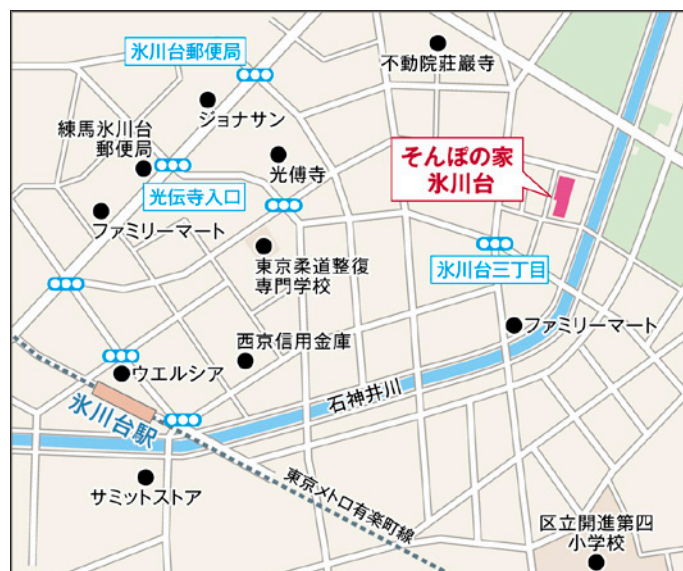 氷川台郵便局
不動院荘巌寺
ジョナサン
練馬氷川台
郵便局
光傳寺
そんぽの家
氷川台
光伝寺入口
ファミリーマート
東京柔道整復
専門学校
氷川台三丁目
西京信用金庫
ファミリーマート
ウエルシア
石神井川
氷川台駅
サミットストア
東京メトロ有楽町線
区立開進第四
小学校